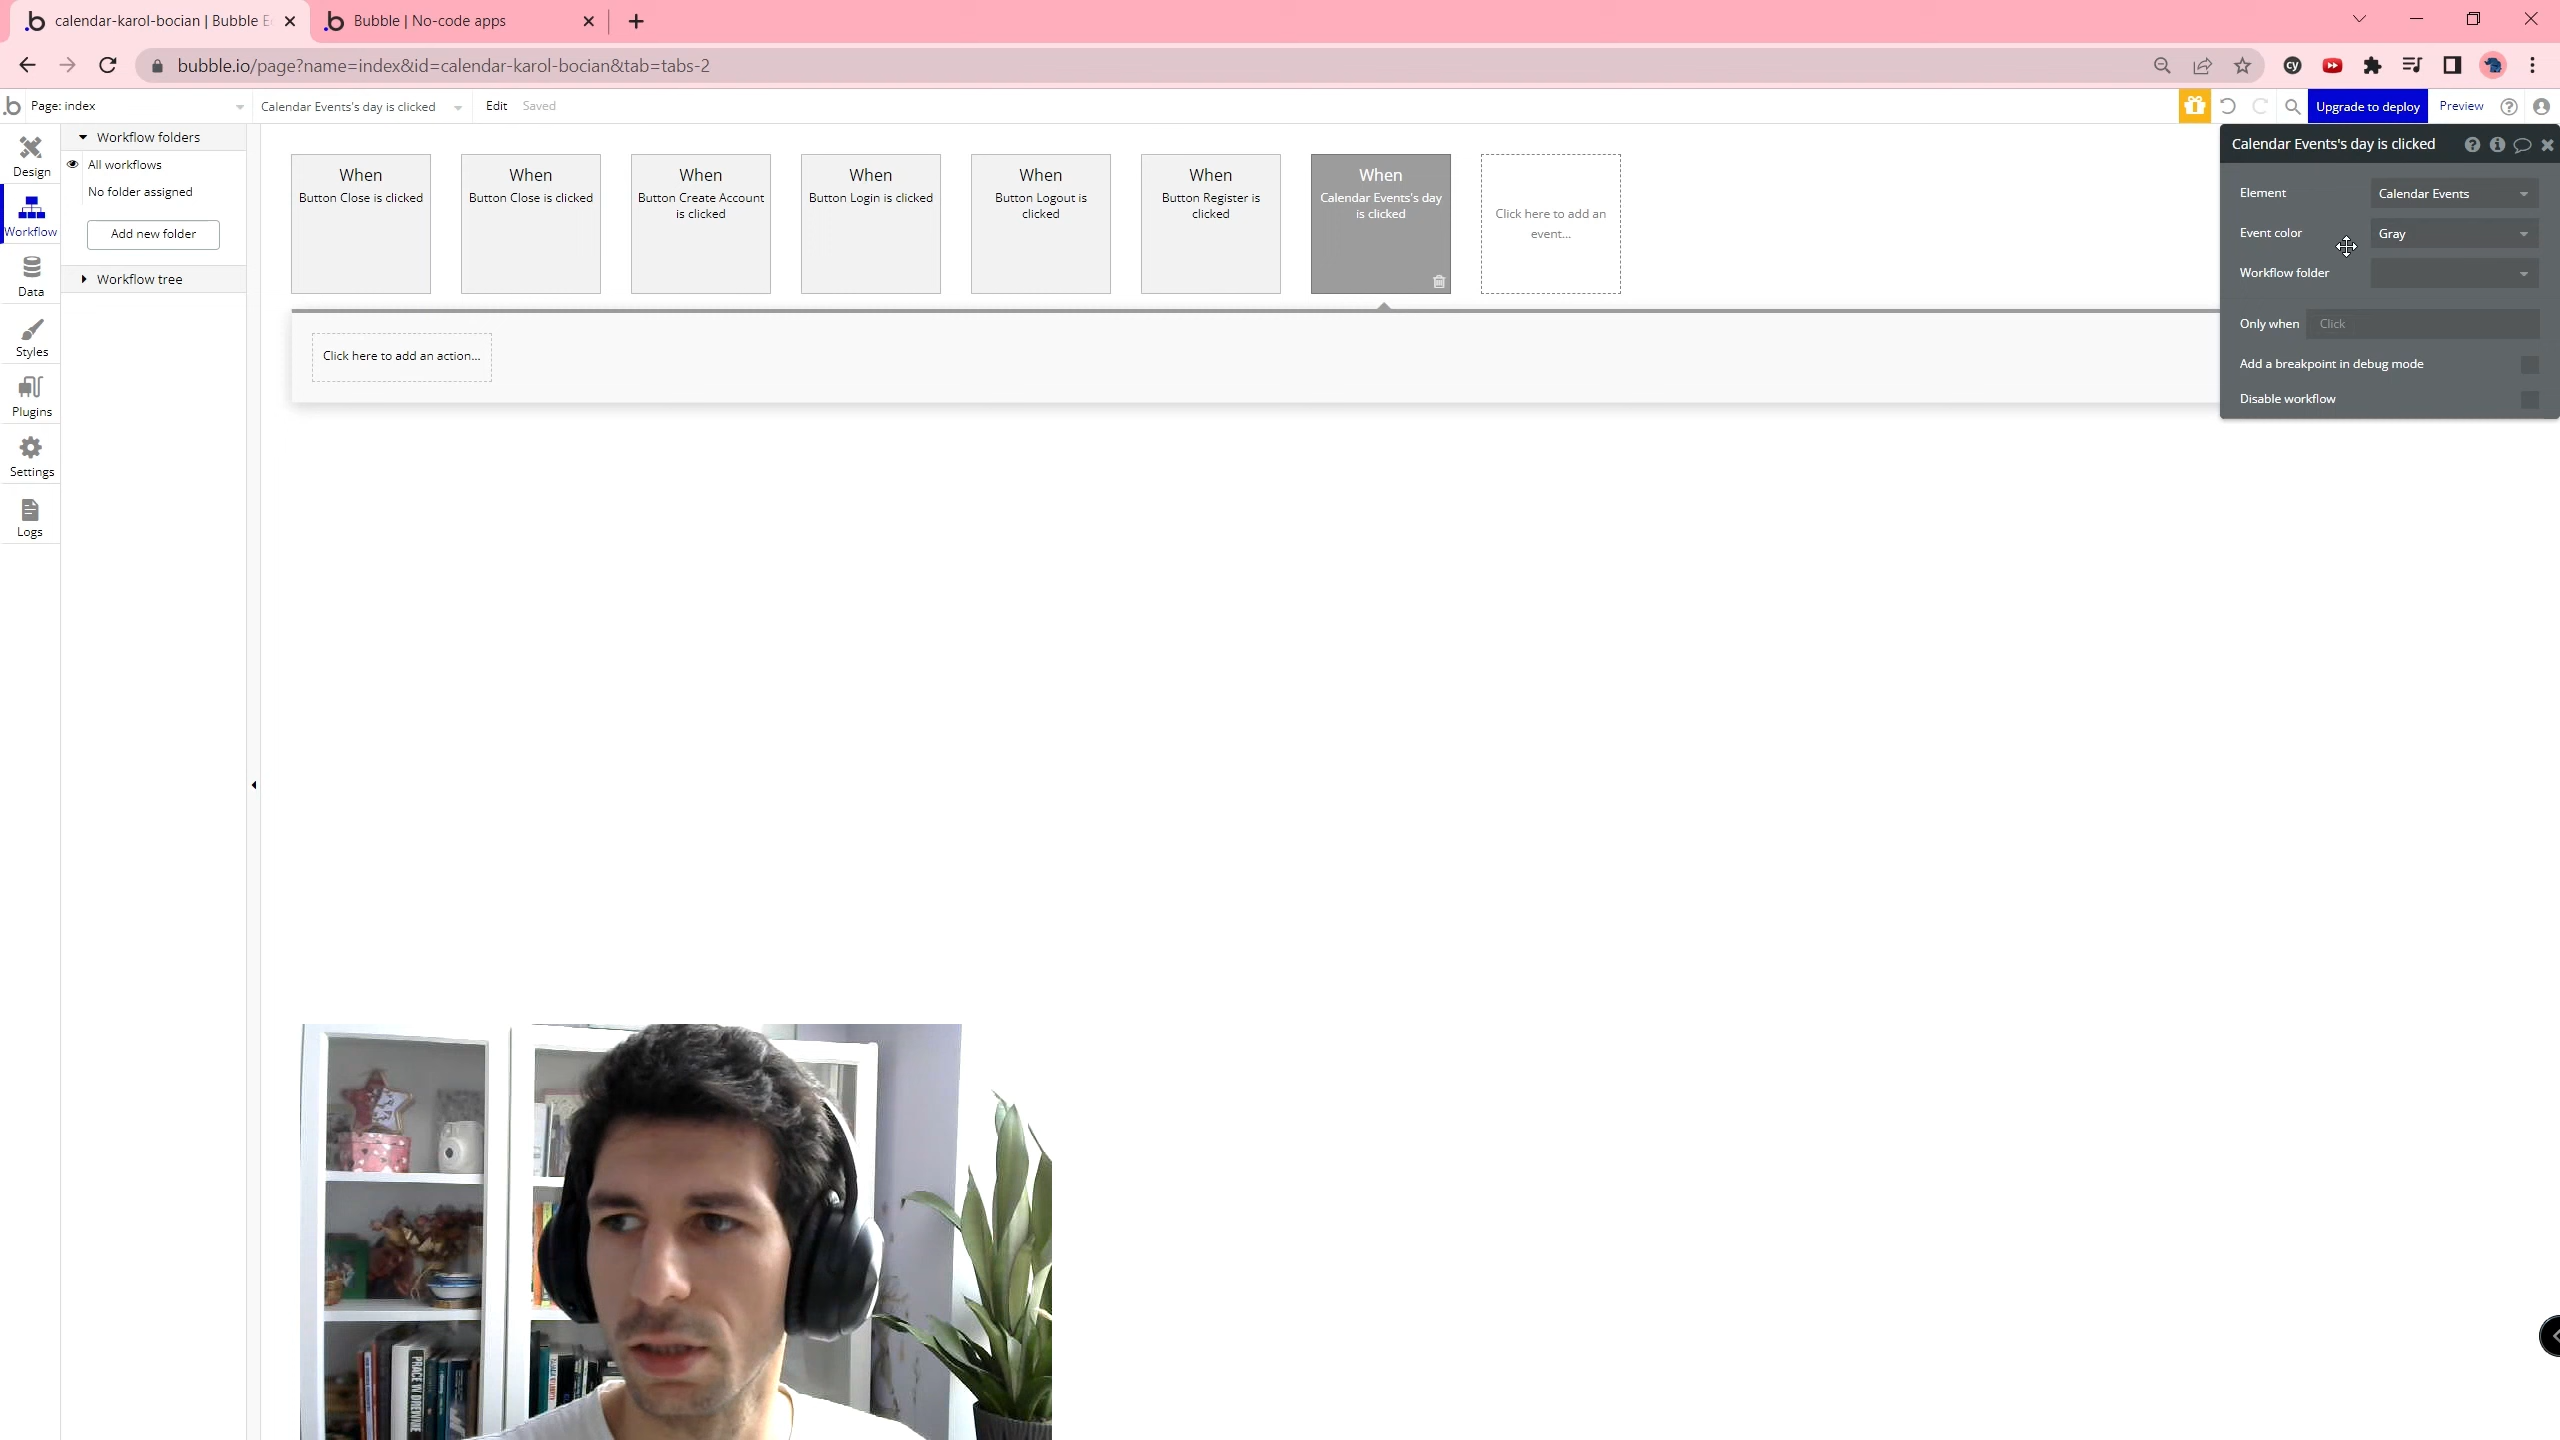 calendar-karol-bocian | Bubble E
Bubble | No-code apps
bubble.io/page?name=index&id=calendar-karol-bocian&tab=tabs-2
cy
Page: index
Calendar Events's day is clicked
Edit
Saved
Upgrade to deploy
Preview
Design
Workflow
Data
Styles
Plugins
Settings
Logs
Workflow folders
All workflows
No folder assigned
Add new folder
Workflow tree
When
Button Close is clicked
When
Button Close is clicked
When
Button Create Account
is clicked
When
Button Login is clicked
When
Button Logout is
clicked
When
Button Register is
clicked
When
Calendar Events's day
is clicked
Click here to add an
event...
Click here to add an action...
Calendar Events's day is clicked
Element
Calendar Events
Event color
Gray
Workflow folder
Only when
Click
Add a breakpoint in debug mode
Disable workflow
PRACE W DREWNIE